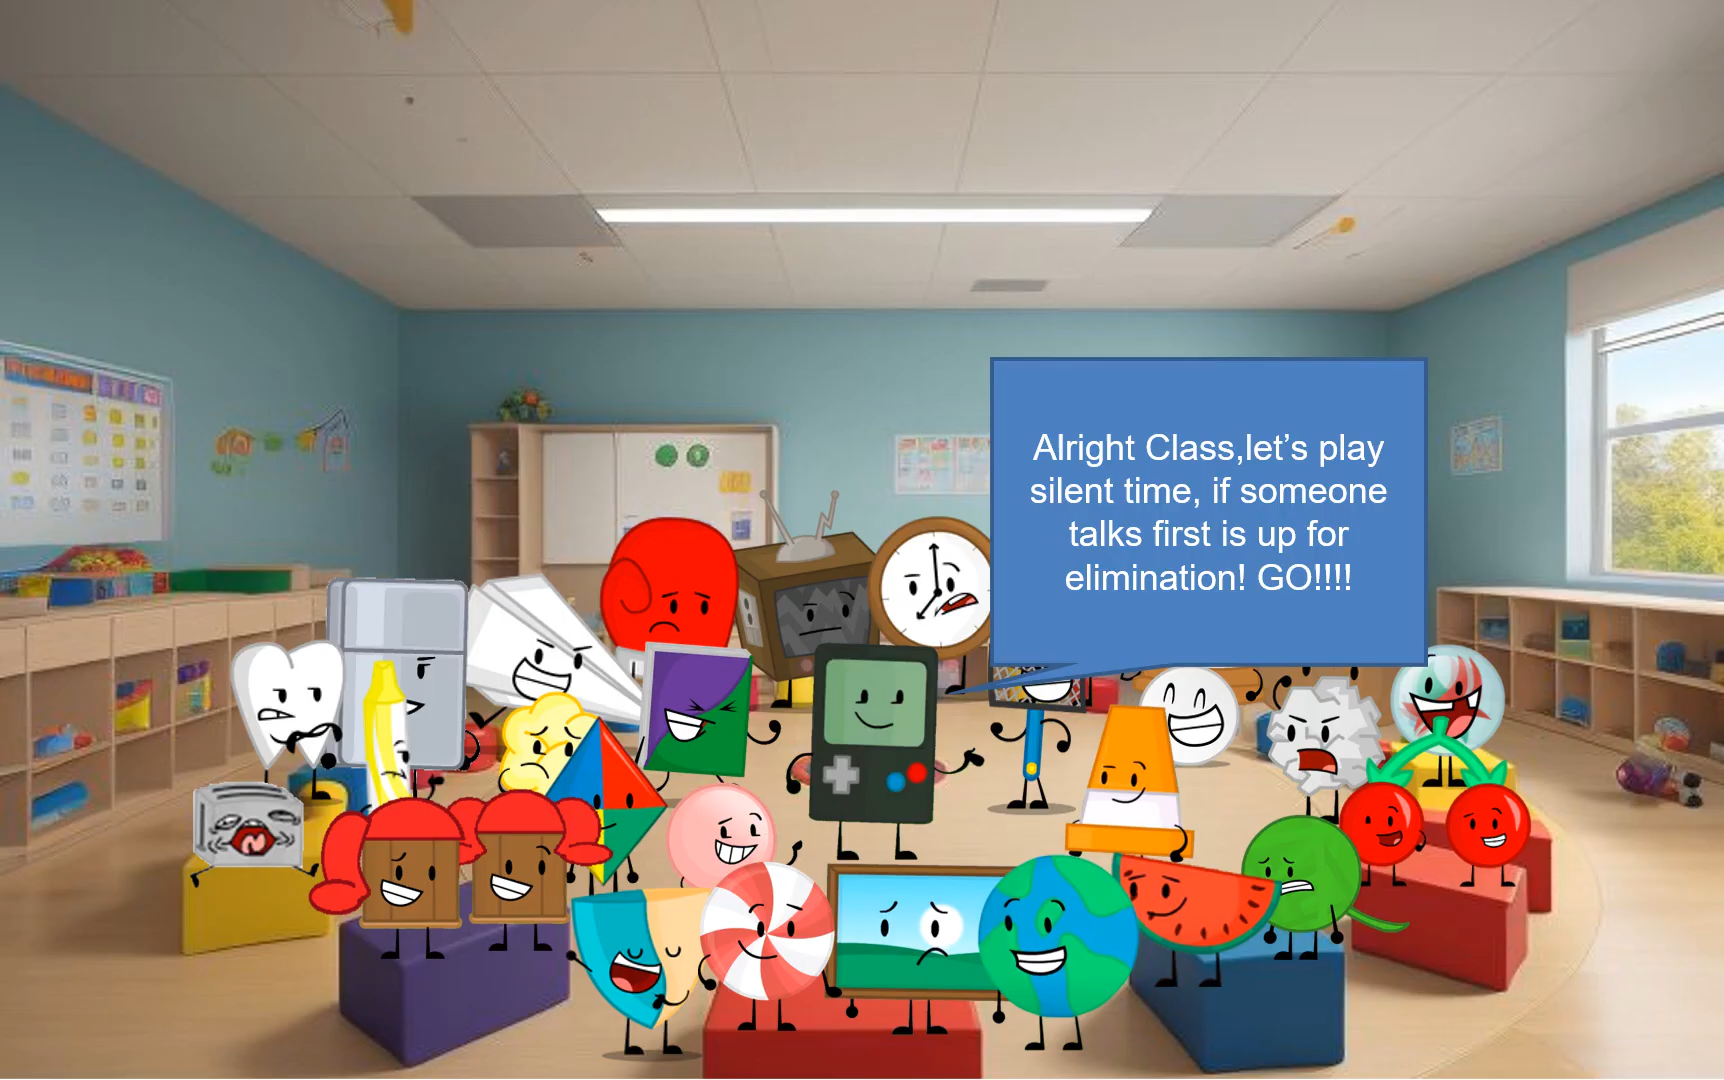 Alright Class,let’s play
silent time, if someone
talks first is up for
elimination! GO!!!!